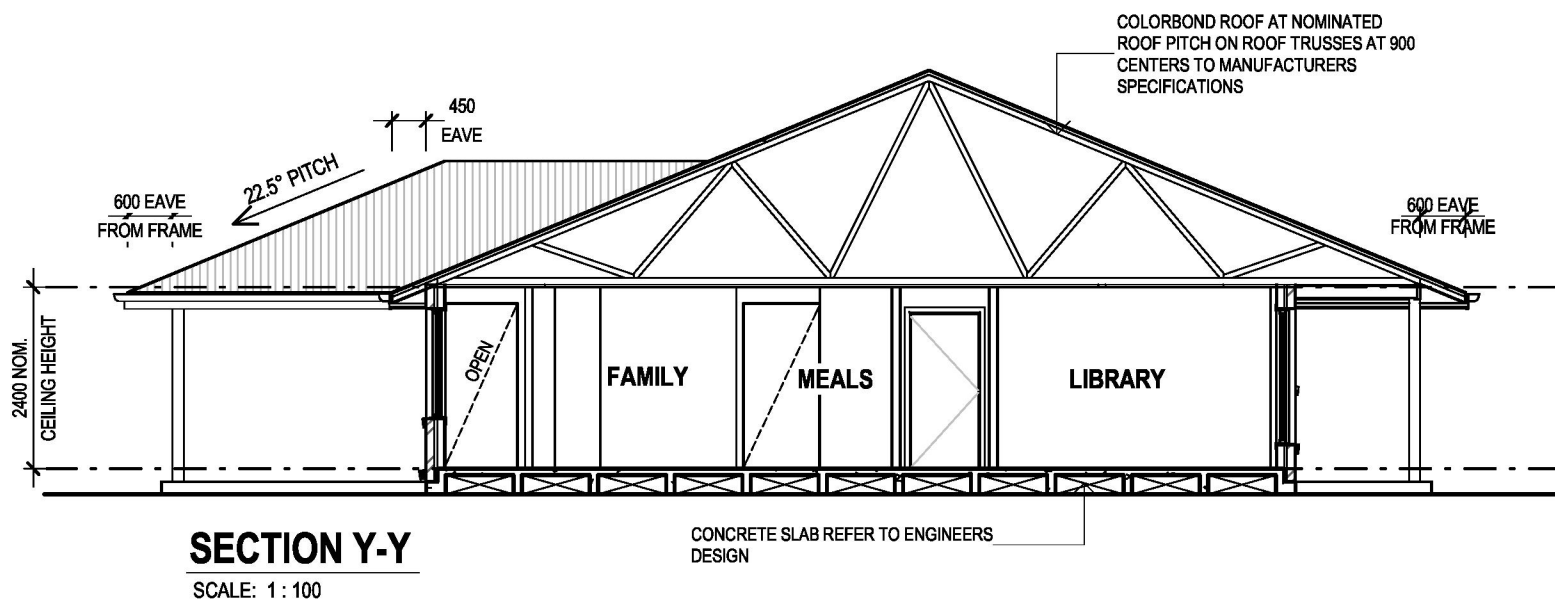 COLORBOND ROOF AT NOMINATED
ROOF PITCH ON ROOF TRUSSES AT 900
CENTERS TO MANUFACTURERS
SPECIFICATIONS
450
EAVE
22.5° PITCH
600 EAVE
FROM FRAME
600 EAVE
FROM FRAME
2400 NOM.
CEILING HEIGHT
OPEN
FAMILY
MEALS
LIBRARY
CONCRETE SLAB REFER TO ENGINEERS
DESIGN
SECTION Y-Y
SCALE: 1 : 100